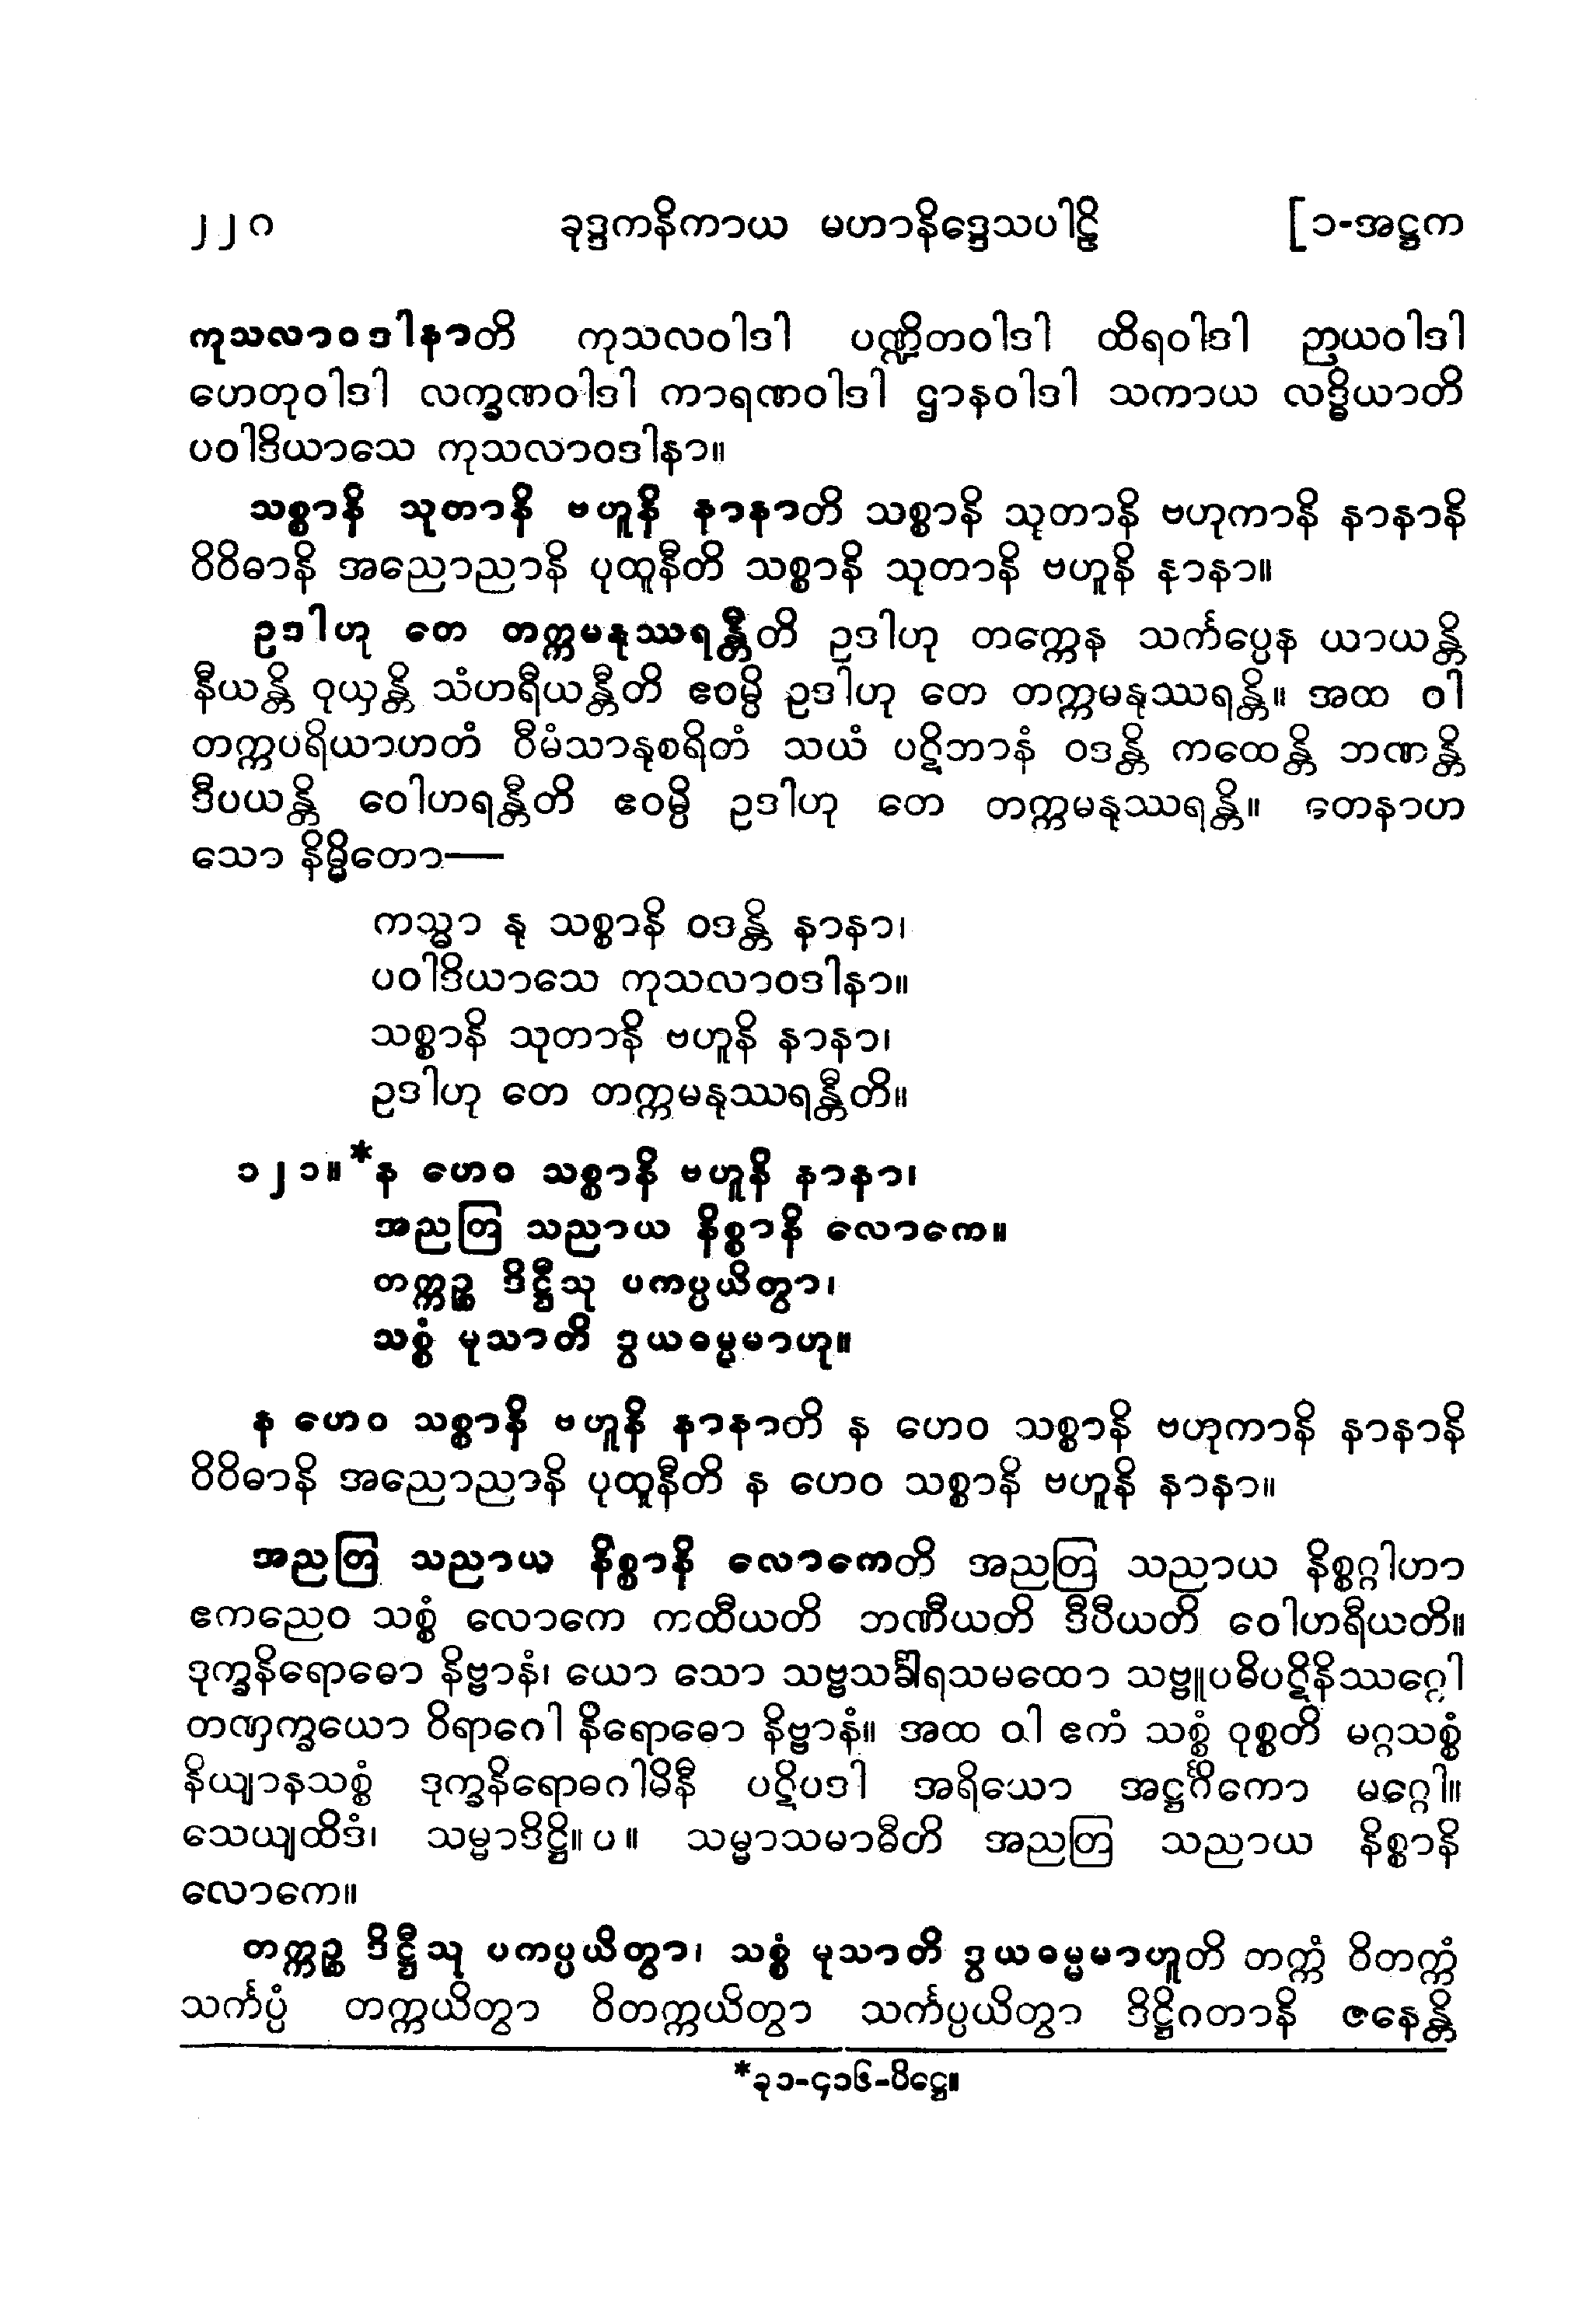 ၂၂၀ ခုဒ္ဒကနိကာယ မဟာနိဒ္ဒေသပါဠိ [၁-အဋ္ဌက
ကုသလာဝဒါနာတိ ကုသလဝါဒါ ပဏ္ဍိတဝါဒါ ထိရဝါဒါ ဉာယဝါဒါ
ဟေတုဝါဒါ လက္ခဏဝါဒါ ကာရဏဝါဒါ ဌာနဝါဒါ သကာယ လဒ္ဓိယာတိ
ပဝါဒိယာသေ ကုသလာဝဒါနာ။
သစ္စာနိ သုတာနိ ဗဟူနိ နာနာတိ သစ္စာနိ သုတာနိ ဗဟုကာနိ နာနာနိ
ဝိဝိဓာနိ အညောညာနိ ပုထူနီတိ သစ္စာနိ သုတာနိ ဗဟူနိ နာနာ။
ဥဒါဟု တေ တက္ကမနုဿရန္တီတိ ဥဒါဟု တက္ကေန သင်္ကပ္ပေန ယာယန္တိ
နီယန္တိ ဝုယှန္တိ သံဟရီယန္တီတိ ဧဝမ္ပိ ဥဒါဟု တေ တက္ကမနုဿရန္တိ။ အထ ဝါ
တက္ကပရိယာဟတံ ဝီမံသာနုစရိတံ သယံ ပဋိဘာနံ ဝဒန္တိ ကထေန္တိ ဘဏန္တိ
ဒီပယန္တိ ဝေါဟရန္တီတိ ဧဝမ္ပိ ဥဒါဟု တေ တက္ကမနုဿရန္တိ။ တေနာဟ
သော နိမ္မိတော—
ကသ္မာ နု သစ္စာနိ ဝဒန္တိ နာနာ၊
ပဝါဒိယာသေ ကုသလာဝဒါနာ။
သစ္စာနိ သုတာနိ ဗဟူနိ နာနာ၊
ဥဒါဟု တေ တက္ကမနုဿရန္တီတိ။
၁၂၁။*န ဟေဝ သစ္စာနိ ဗဟူနိ နာနာ၊
အညတြ သညာယ နိစ္စာနိ လောကေ။
တက္ကဉ္စ ဒိဋ္ဌီသု ပကပ္ပယိတွာ၊
သစ္စံ မုသာတိ ဒွယဓမ္မမာဟု။
န ဟေဝ သစ္စာနိ ဗဟူနိ နာနာတိ န ဟေဝ သစ္စာနိ ဗဟုကာနိ နာနာနိ
ဝိဝိဓာနိ အညောညာနိ ပုထူနီတိ န ဟေဝ သစ္စာနိ ဗဟူနိ နာနာ။
အညတြ သညာယ နိစ္စာနိ လောကေတိ အညတြ သညာယ နိစ္စဂ္ဂါဟာ
ဧကညေဝ သစ္စံ လောကေ ကထီယတိ ဘဏီယတိ ဒီပီယတိ ဝေါဟရီယတိ။
ဒုက္ခနိရောဓော နိဗ္ဗာနံ၊ ယော သော သဗ္ဗသင်္ခါရသမထော သဗ္ဗူပဓိပဋိနိဿဂ္ဂေါ
တဏှက္ခယော ဝိရာဂေါ နိရောဓော နိဗ္ဗာနံ။ အထ ဝါ ဧကံ သစ္စံ ဝုစ္စတိ မဂ္ဂသစ္စံ
နိယျာနသစ္စံ ဒုက္ခနိရောဓဂါမိနီ ပဋိပဒါ အရိယော အဋ္ဌင်္ဂိကော မဂ္ဂေါ။
သေယျထိဒံ၊ သမ္မာဒိဋ္ဌိ။ ပ ။ သမ္မာသမာဓီတိ အညတြ သညာယ နိစ္စာနိ
လောကေ။
တက္ကဉ္စ ဒိဋ္ဌီသု ပကပ္ပယိတွာ၊ သစ္စံ မုသာတိ ဒွယဓမ္မမာဟူတိ တက္ကံ ဝိတက္ကံ
သင်္ကပ္ပံ တက္ကယိတွာ ဝိတက္ကယိတွာ သင်္ကပ္ပယိတွာ ဒိဋ္ဌိဂတာနိ ဇနေန္တိ
*ခု၁-၄၁၆-ပိဋ္ဌေ။